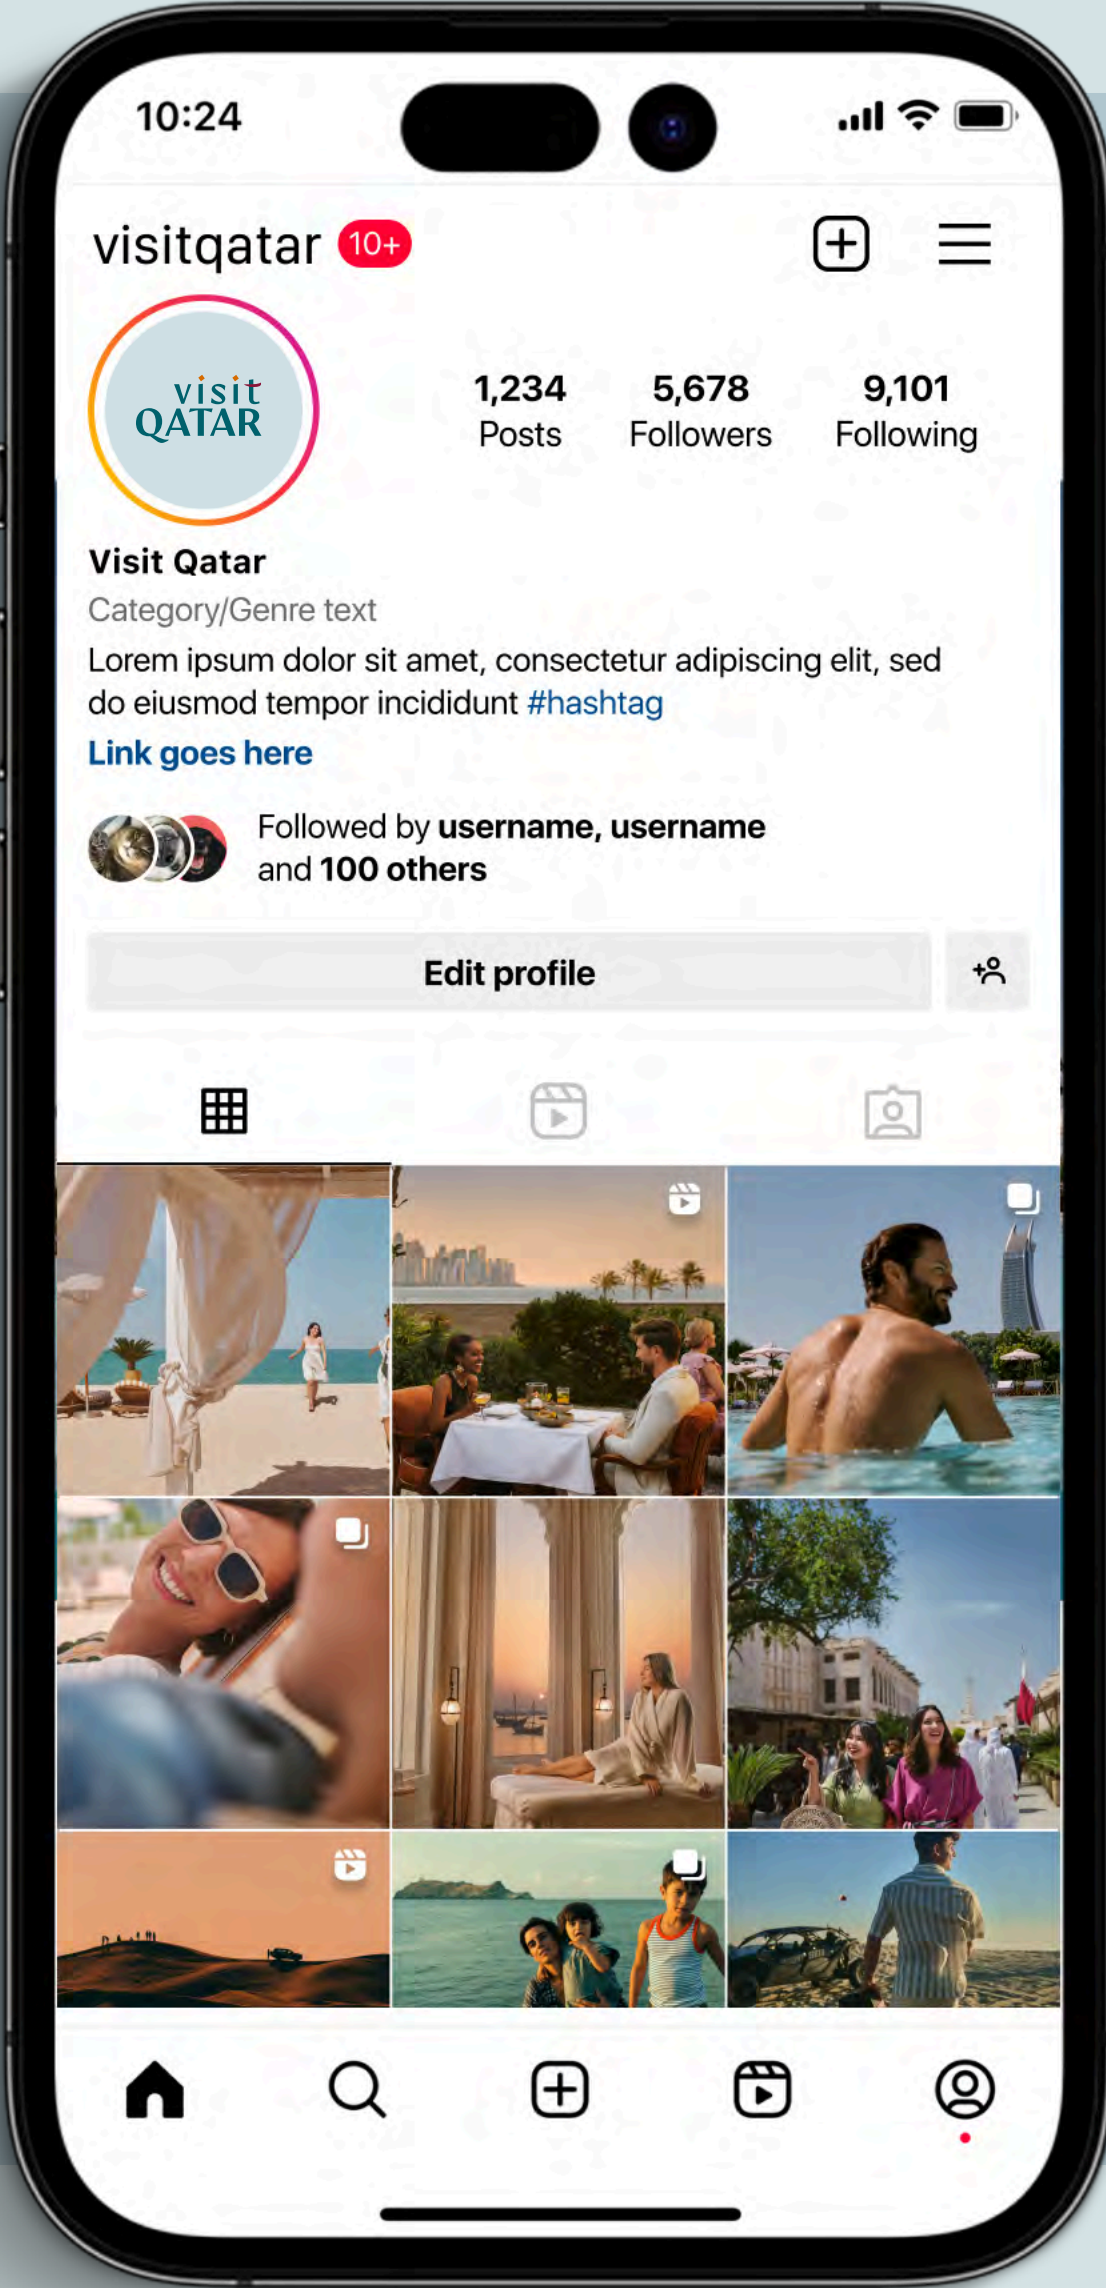 10:24
visitqatar 10+
visit
QATAR
1,234 5,678 9,101
Posts Followers Following
Visit Qatar
Category/Genre text
Lorem ipsum dolor sit amet, consectetur adipiscing elit, sed
do eiusmod tempor incididunt #hashtag
Link goes here
Followed by username, username
and 100 others
Edit profile